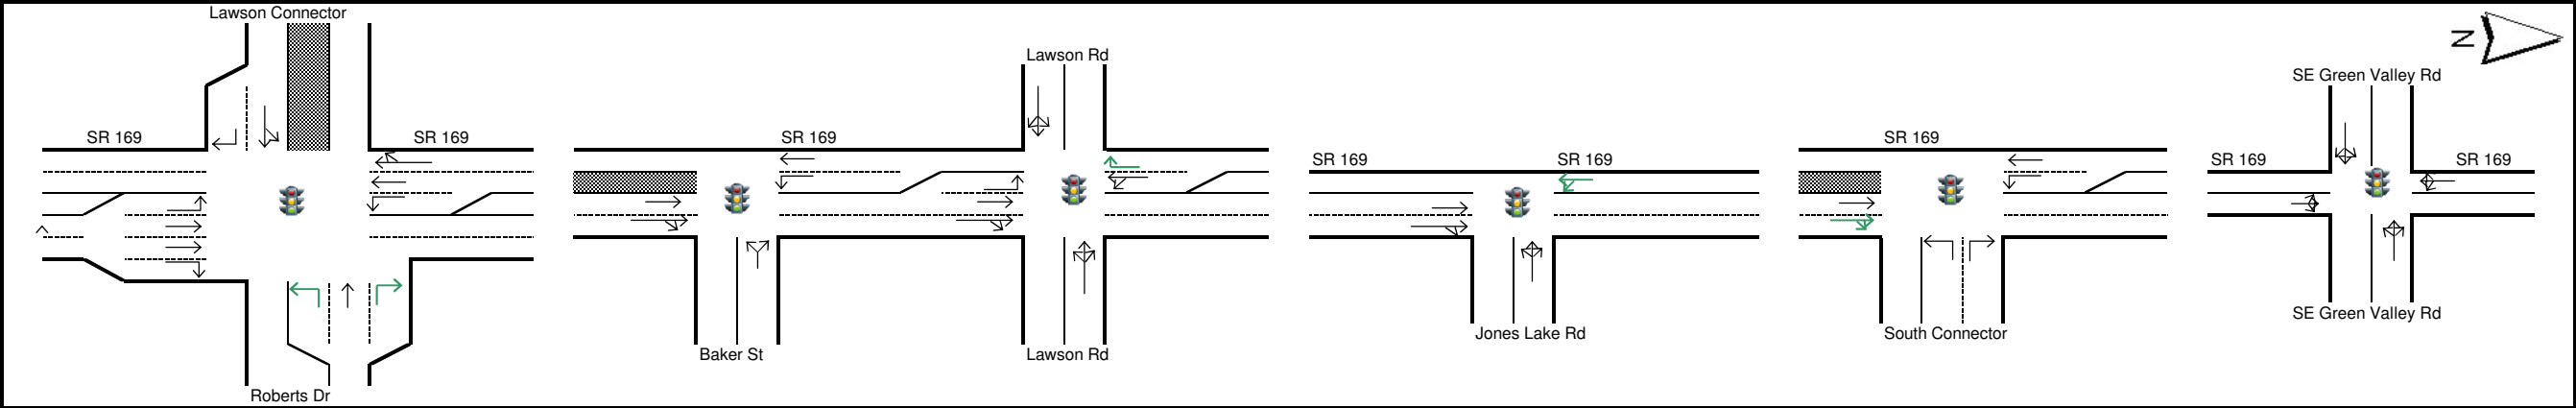 Lawson Connector
Lawson Rd
SE Green Valley Rd
N
SR 169
SR 169
SR 169
SR 169
SR 169
SR 169
SR 169
SR 169
Roberts Dr
Baker St
Lawson Rd
Jones Lake Rd
South Connector
SE Green Valley Rd